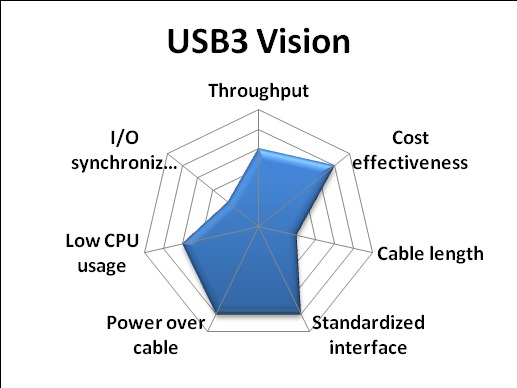 USB3 Vision
Throughput
I/O
synchroniz...
Cost
effectiveness
Low CPU
usage
Cable length
Power over
cable
Standardized
interface